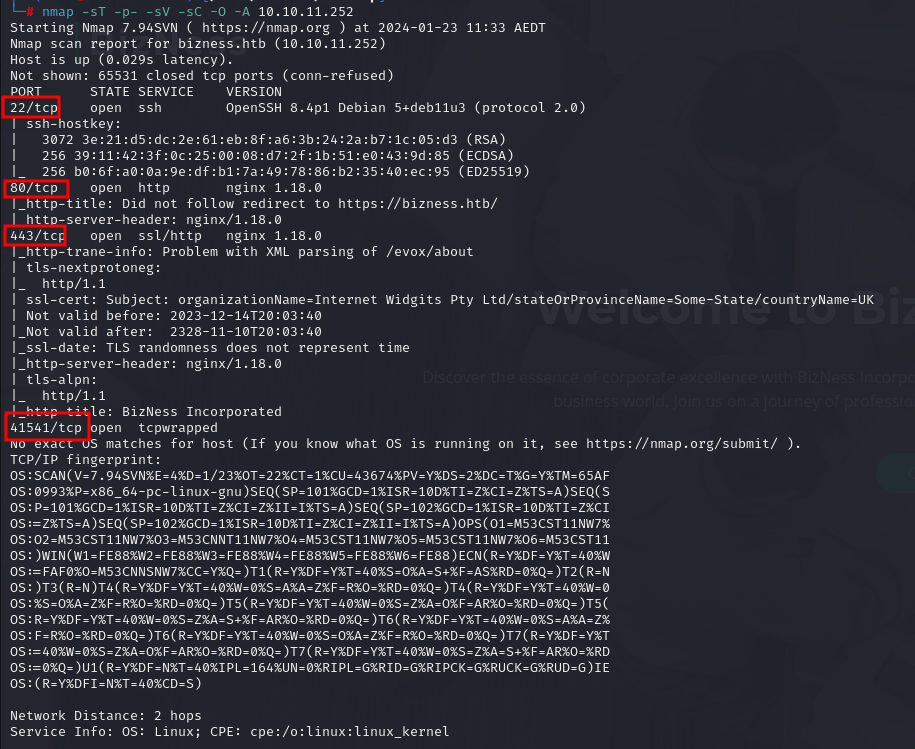 └─# nmap -sT -p- -sV -sC -O -A 10.10.11.252
Starting Nmap 7.94SVN ( https://nmap.org ) at 2024-01-23 11:33 AEDT
Nmap scan report for bizness.htb (10.10.11.252)
Host is up (0.029s latency).
Not shown: 65531 closed tcp ports (conn-refused)
PORT      STATE SERVICE    VERSION
22/tcp    open  ssh        OpenSSH 8.4p1 Debian 5+deb11u3 (protocol 2.0)
| ssh-hostkey:
|   3072 3e:21:d5:dc:2e:61:eb:8f:a6:3b:24:2a:b7:1c:05:d3 (RSA)
|   256 39:11:42:3f:0c:25:00:08:d7:2f:1b:51:e0:43:9d:85 (ECDSA)
|_  256 b0:6f:a0:0a:9e:df:b1:7a:49:78:86:b2:35:40:ec:95 (ED25519)
80/tcp    open  http       nginx 1.18.0
|_http-title: Did not follow redirect to https://bizness.htb/
|_http-server-header: nginx/1.18.0
443/tcp   open  ssl/http   nginx 1.18.0
|_http-trane-info: Problem with XML parsing of /evox/about
| tls-nextprotoneg:
|_  http/1.1
| ssl-cert: Subject: organizationName=Internet Widgits Pty Ltd/stateOrProvinceName=Some-State/countryName=UK
| Not valid before: 2023-12-14T20:03:40
|_Not valid after:  2328-11-10T20:03:40
|_ssl-date: TLS randomness does not represent time
|_http-server-header: nginx/1.18.0
| tls-alpn:
|_  http/1.1
|_http-title: BizNess Incorporated
41541/tcp open  tcpwrapped
No exact OS matches for host (If you know what OS is running on it, see https://nmap.org/submit/ ).
TCP/IP fingerprint:
OS:SCAN(V=7.94SVN%E=4%D=1/23%OT=22%CT=1%CU=43674%PV=Y%DS=2%DC=T%G=Y%TM=65AF
OS:0993%P=x86_64-pc-linux-gnu)SEQ(SP=101%GCD=1%ISR=10D%TI=Z%CI=Z%TS=A)SEQ(S
OS:P=101%GCD=1%ISR=10D%TI=Z%CI=Z%II=I%TS=A)SEQ(SP=102%GCD=1%ISR=10D%TI=Z%CI
OS:=Z%TS=A)SEQ(SP=102%GCD=1%ISR=10D%TI=Z%CI=Z%II=I%TS=A)OPS(O1=M53CST11NW7%
OS:O2=M53CST11NW7%O3=M53CNNT11NW7%O4=M53CST11NW7%O5=M53CST11NW7%O6=M53CST11
OS:)WIN(W1=FE88%W2=FE88%W3=FE88%W4=FE88%W5=FE88%W6=FE88)ECN(R=Y%DF=Y%T=40%W
OS:=FAF0%O=M53CNNSNW7%CC=Y%Q=)T1(R=Y%DF=Y%T=40%S=O%A=S+%F=AS%RD=0%Q=)T2(R=N
OS:)T3(R=N)T4(R=Y%DF=Y%T=40%W=0%S=A%A=Z%F=R%O=%RD=0%Q=)T4(R=Y%DF=Y%T=40%W=0
OS:%S=O%A=Z%F=R%O=%RD=0%Q=)T5(R=Y%DF=Y%T=40%W=0%S=Z%A=O%F=AR%O=%RD=0%Q=)T5(
OS:R=Y%DF=Y%T=40%W=0%S=Z%A=S+%F=AR%O=%RD=0%Q=)T6(R=Y%DF=Y%T=40%W=0%S=A%A=Z%
OS:F=R%O=%RD=0%Q=)T6(R=Y%DF=Y%T=40%W=0%S=O%A=Z%F=R%O=%RD=0%Q=)T7(R=Y%DF=Y%T
OS:=40%W=0%S=Z%A=O%F=AR%O=%RD=0%Q=)T7(R=Y%DF=Y%T=40%W=0%S=Z%A=S+%F=AR%O=%RD
OS:=0%Q=)U1(R=Y%DF=N%T=40%IPL=164%UN=0%RIPL=G%RID=G%RIPCK=G%RUCK=G%RUD=G)IE
OS:(R=Y%DFI=N%T=40%CD=S)
Network Distance: 2 hops
Service Info: OS: Linux; CPE: cpe:/o:linux:linux_kernel
Welcome to Biz
Discover the essence of corporate excellence with BizNess Incorpo
business world. Join us on a journey of professio